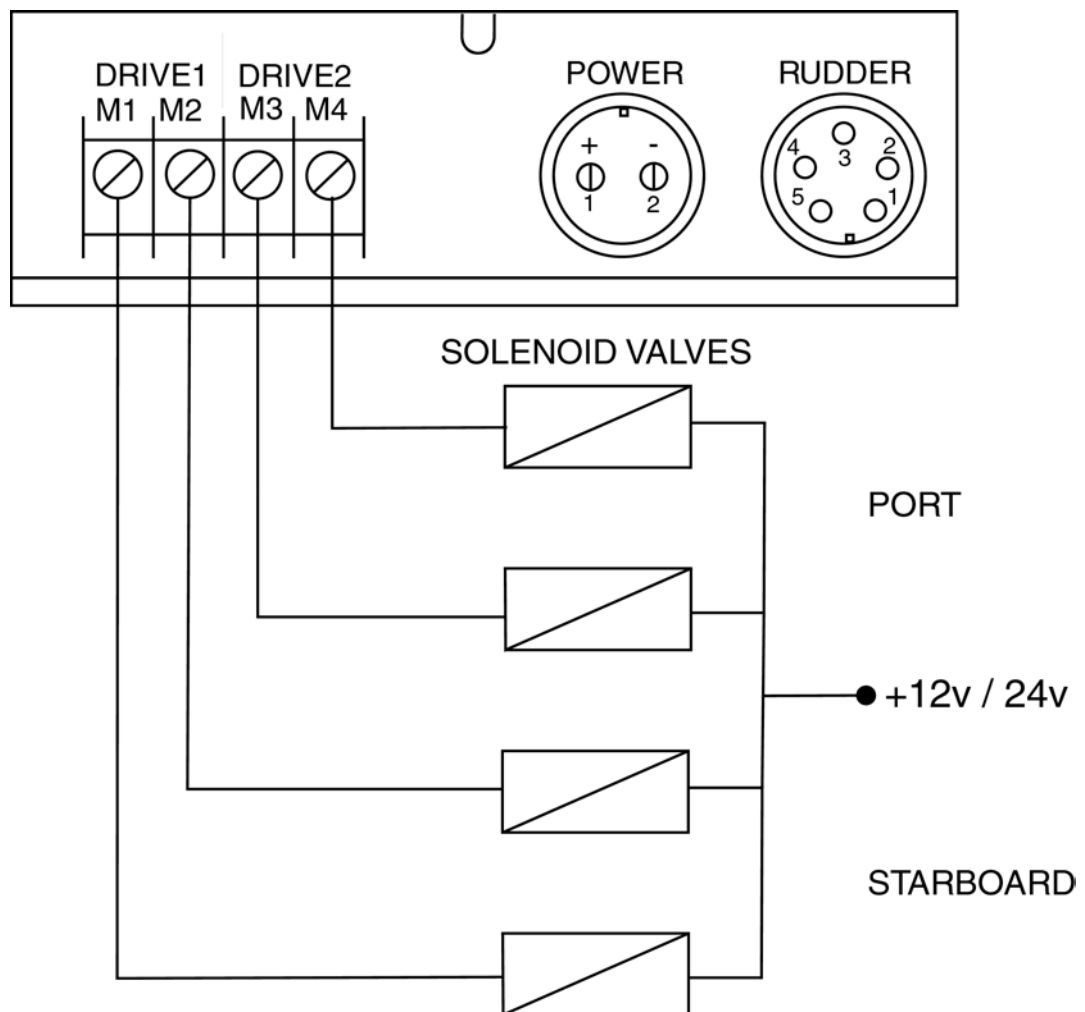 DRIVE1 DRIVE2
M1 M2 M3 M4
POWER
+ -
1 2
RUDDER
4 3 2
5 1
SOLENOID VALVES
PORT
+12v / 24v
STARBOARD